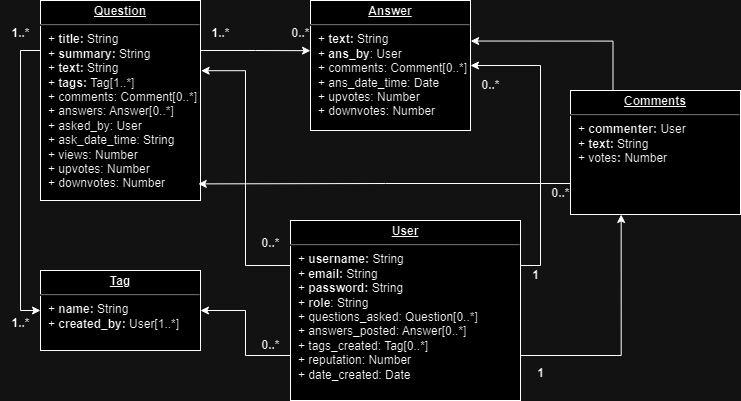 Question
+ title: String
+ summary: String
+ text: String
+ tags: Tag[1..*]
+ comments: Comment[0..*]
+ answers: Answer[0..*]
+ asked_by: User
+ ask_date_time: String
+ views: Number
+ upvotes: Number
+ downvotes: Number
1..*
1..*
0..*
Answer
+ text: String
+ ans_by: User
+ comments: Comment[0..*]
+ ans_date_time: Date
+ upvotes: Number
+ downvotes: Number
0..*
Comments
+ commenter: User
+ text: String
+ votes: Number
0..*
0..*
User
+ username: String
+ email: String
+ password: String
+ role: String
+ questions_asked: Question[0..*]
+ answers_posted: Answer[0..*]
+ tags_created: Tag[0..*]
+ reputation: Number
+ date_created: Date
1
1
Tag
+ name: String
+ created_by: User[1..*]
1..*
0..*